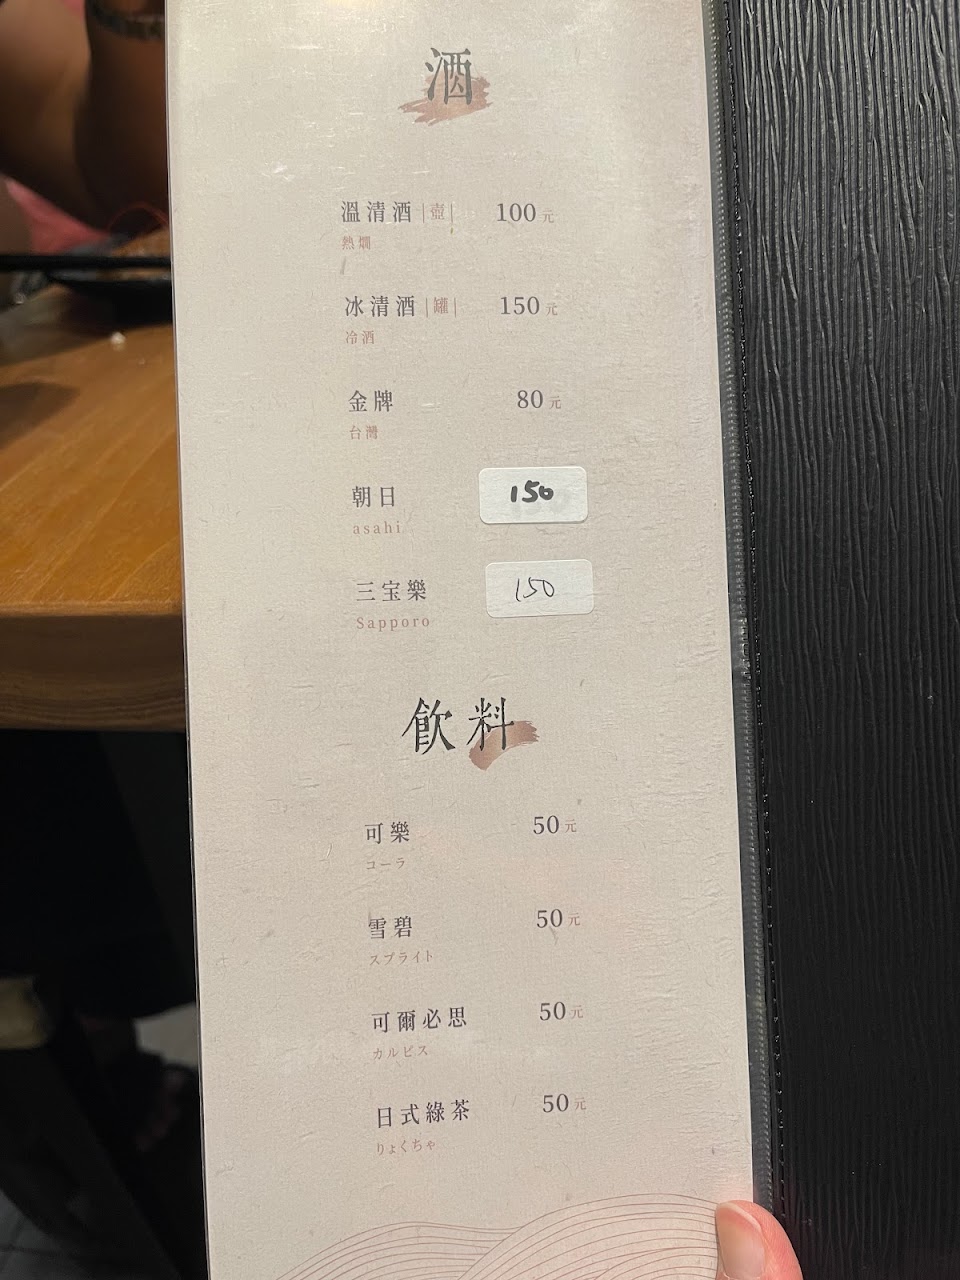 酒
溫清酒|壺| 100元
熱燗
冰清酒|罐| 150元
冷酒
金牌 80元
台灣
朝日 150
asahi
三宝樂 150
Sapporo
飲料
可樂 50元
コーラ
雪碧 50元
スプライト
可爾必思 50元
カルピス
日式綠茶 50元
りょくちゃ